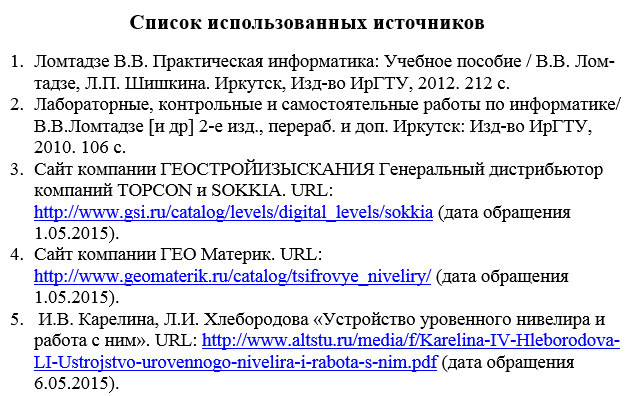 Список использованных источников
1. Ломтадзе В.В. Практическая информатика: Учебное пособие / В.В. Лом-
тадзе, Л.П. Шишкина. Иркутск, Изд-во ИрГТУ, 2012. 212 с.
2. Лабораторные, контрольные и самостоятельные работы по информатике/
В.В.Ломтадзе [и др] 2-е изд., перераб. и доп. Иркутск: Изд-во ИрГТУ,
2010. 106 с.
3. Сайт компании ГЕОСТРОЙИЗЫСКАНИЯ Генеральный дистрибьютор
компаний TOPCON и SOKKIA. URL:
http://www.gsi.ru/catalog/levels/digital_levels/sokkia (дата обращения
1.05.2015).
4. Сайт компании ГЕО Материк. URL:
http://www.geomaterik.ru/catalog/tsifrovye_niveliry/ (дата обращения
1.05.2015).
5. И.В. Карелина, Л.И. Хлебородова «Устройство уровенного нивелира и
работа с ним». URL: http://www.altstu.ru/media/f/Karelina-IV-Hleborodova-
LI-Ustrojstvo-urovennogo-nivelira-i-rabota-s-nim.pdf (дата обращения
6.05.2015).